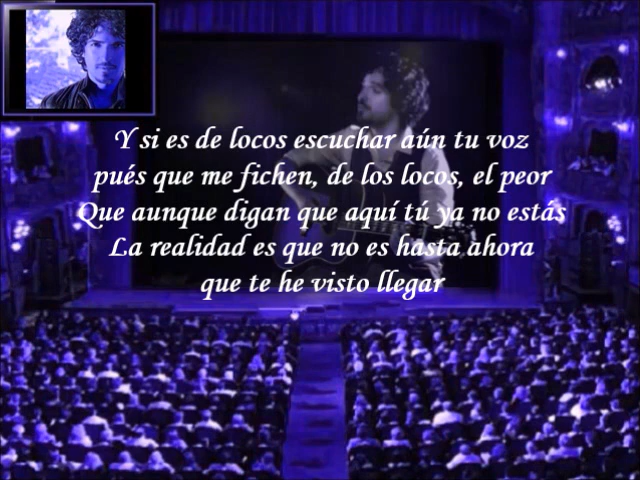 Y si es de locos escuchar aún tu voz
pués que me fichen, de los locos, el peor
Que aunque digan que aquí tú ya no estás
La realidad es que no es hasta ahora
que te he visto llegar